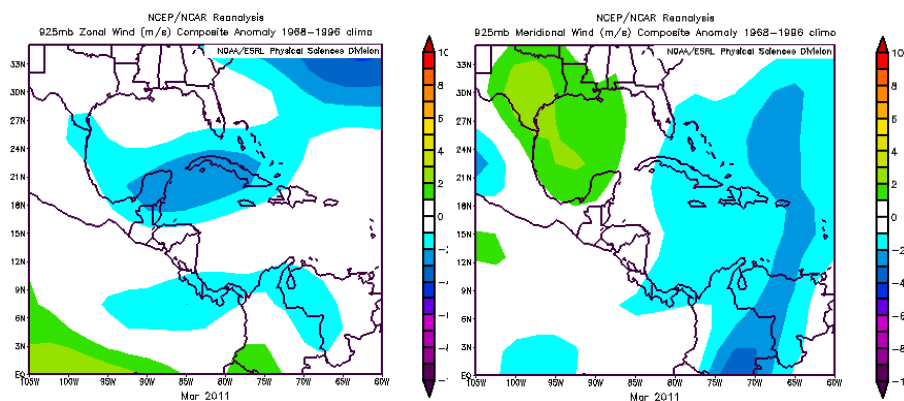 NCEP/NCAR Reanalysis
925mb Zonal Wind (m/s) Composite Anomaly 1968-1996 climo
NOAA/ESRL Physical Sciences Division
33N
30N
27N
24N
21N
18N
15N
12N
9N
6N
3N
EQ
105W 100W 95W 90W 85W 80W 75W 70W 65W 60W
Mar 2011
10
8
6
4
2
0
NCEP/NCAR Reanalysis
925mb Meridional Wind (m/s) Composite Anomaly 1968-1996 climo
NOAA/ESRL Physical Sciences Division
33N
30N
27N
24N
21N
18N
15N
12N
9N
6N
3N
EQ
105W 100W 95W 90W 85W 80W 75W 70W 65W 60W
Mar 2011
10
8
6
4
2
0